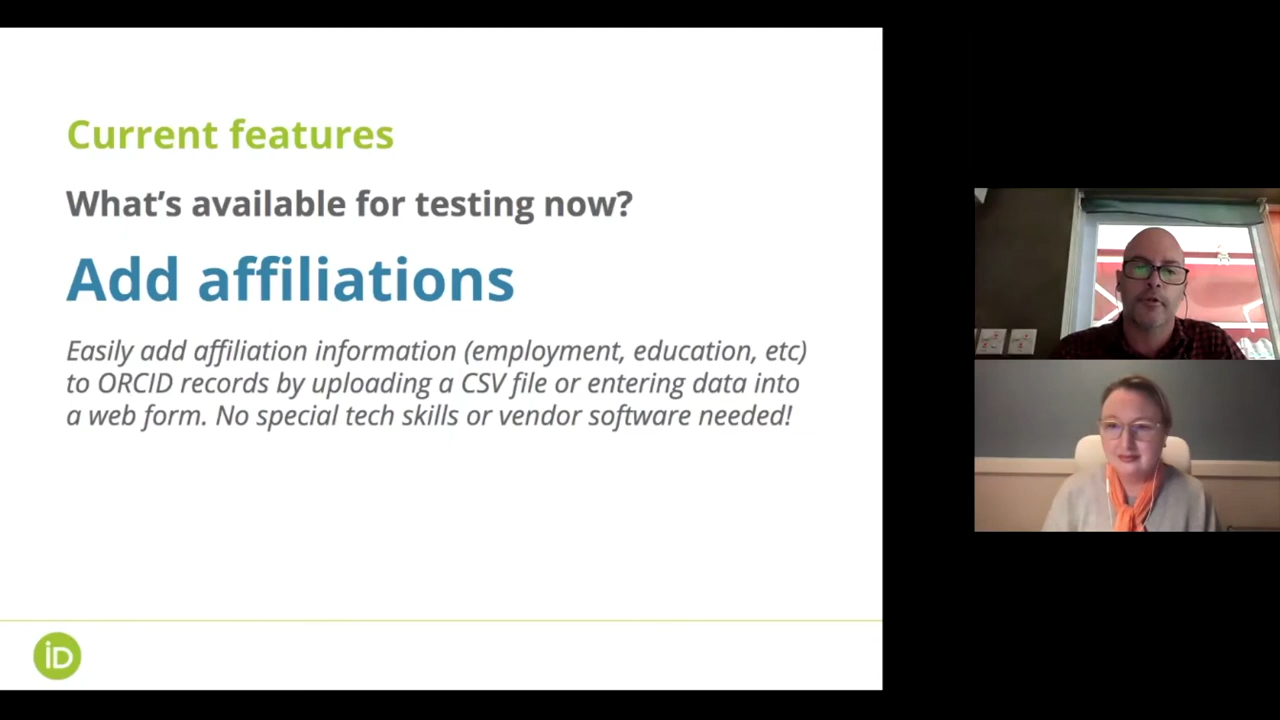 Current features
What's available for testing now?
Add affiliations
Easily add affiliation information (employment, education, etc)
to ORCID records by uploading a CSV file or entering data into
a web form. No special tech skills or vendor software needed!
iD